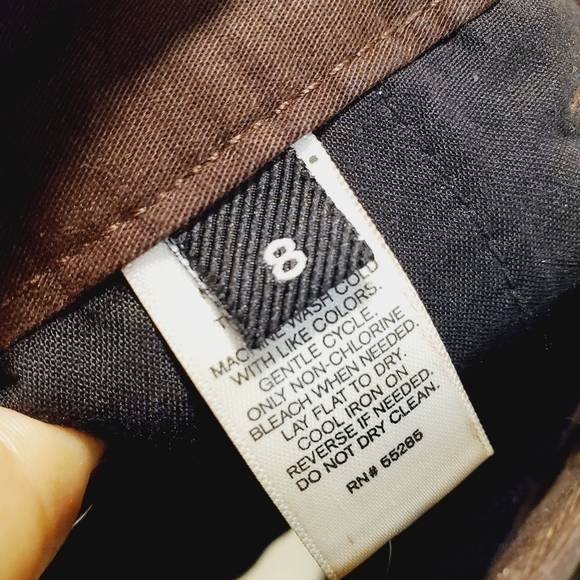 8
WASH COLD
WITH LIKE COLORS.
GENTLE CYCLE.
ONLY NON-CHLORINE
BLEACH WHEN NEEDED.
LAY FLAT TO DRY.
COOL IRON ON
REVERSE IF NEEDED.
DO NOT DRY CLEAN.
RN# 55285